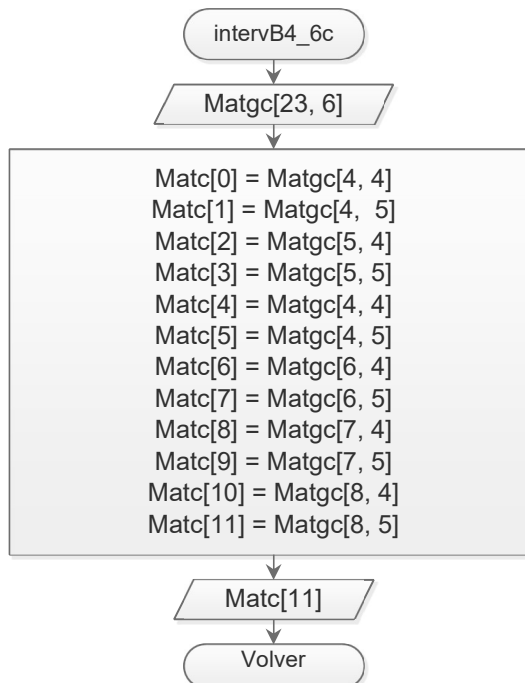 intervB4_6c
Matgc[23, 6]
Matc[0] = Matgc[4, 4]
Matc[1] = Matgc[4, 5]
Matc[2] = Matgc[5, 4]
Matc[3] = Matgc[5, 5]
Matc[4] = Matgc[4, 4]
Matc[5] = Matgc[4, 5]
Matc[6] = Matgc[6, 4]
Matc[7] = Matgc[6, 5]
Matc[8] = Matgc[7, 4]
Matc[9] = Matgc[7, 5]
Matc[10] = Matgc[8, 4]
Matc[11] = Matgc[8, 5]
Matc[11]
Volver